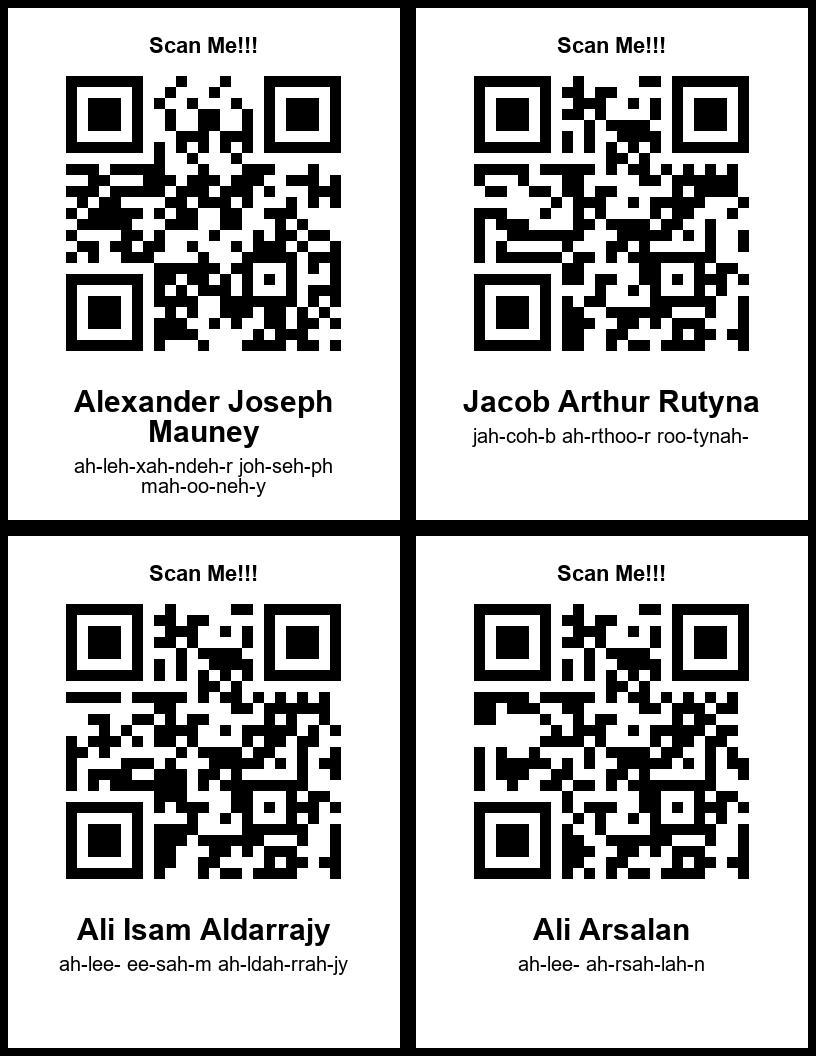 Scan Me!!!
Alexander Joseph
Mauney
ah-leh-xah-ndeh-r joh-seh-ph
mah-oo-neh-y
Scan Me!!!
Jacob Arthur Rutyna
jah-coh-b ah-rthoo-r roo-tynah-
Scan Me!!!
Ali Isam Aldarrajy
ah-lee- ee-sah-m ah-ldah-rrah-jy
Scan Me!!!
Ali Arsalan
ah-lee- ah-rsah-lah-n